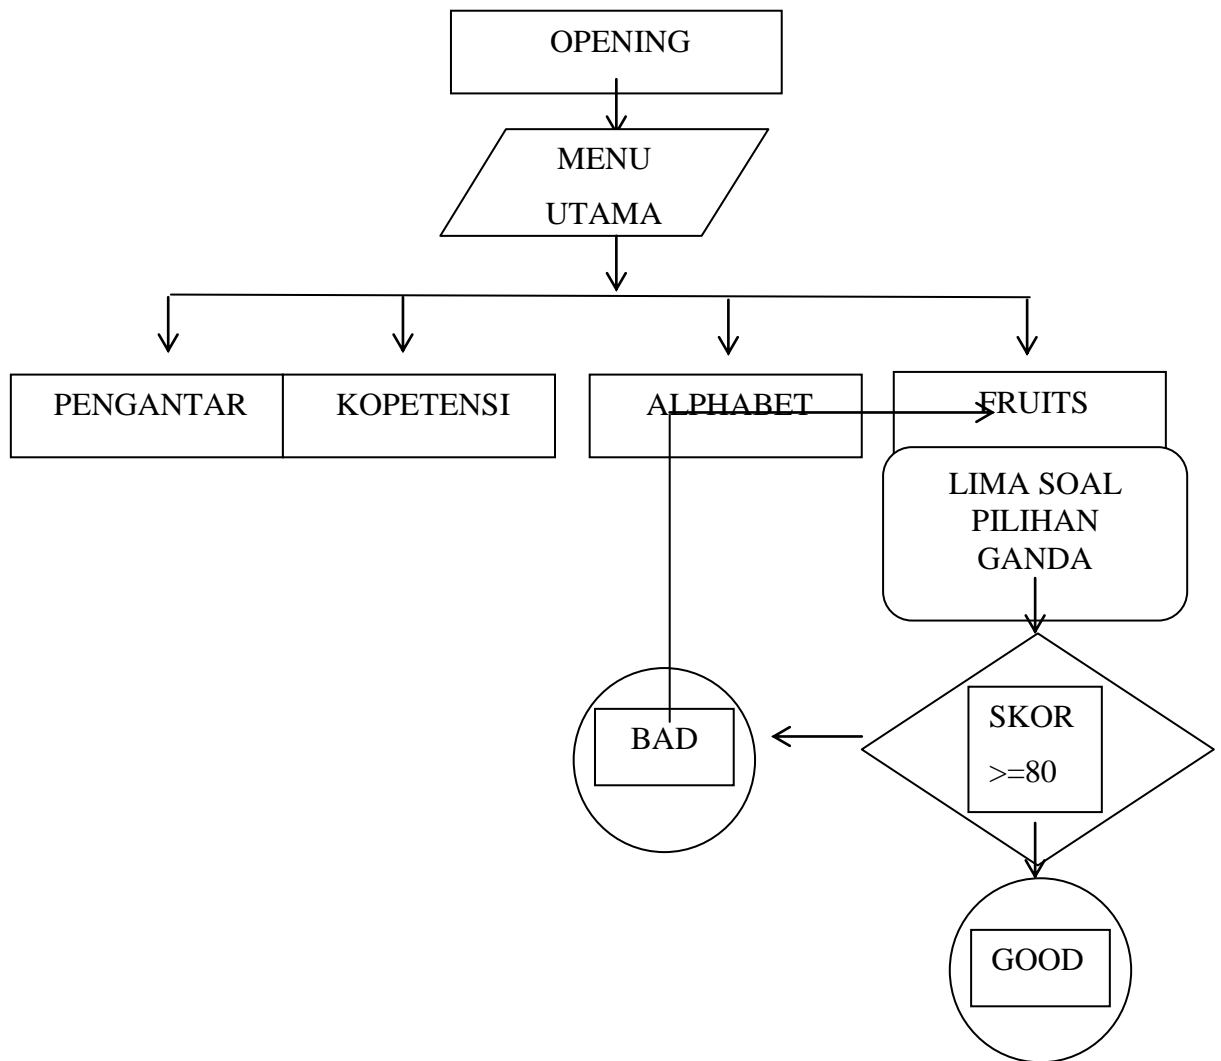 OPENING
MENU
UTAMA
PENGANTAR
KOPETENSI
ALPHABET
FRUITS
LIMA SOAL
PILIHAN
GANDA
SKOR
>=80
BAD
GOOD